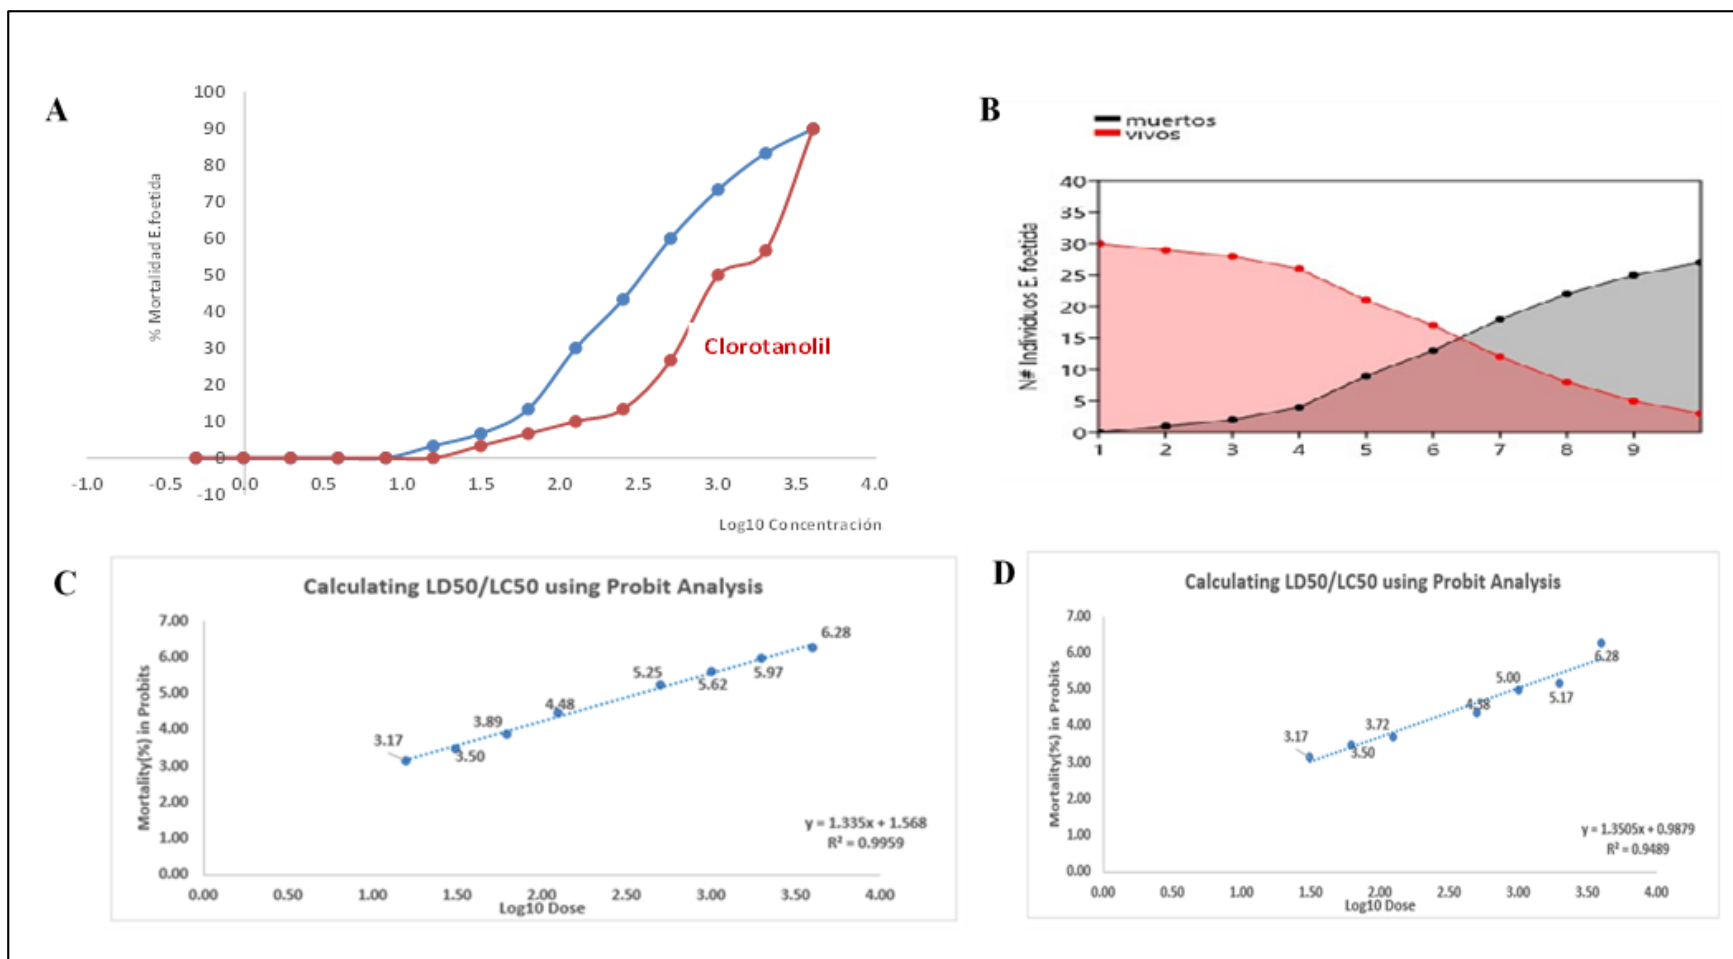 A
100
90
80
70
60
50
40
30
20
10
0
-10
% Mortalidad E.foetida
-1.0 -0.5 0.0 0.5 1.0 1.5 2.0 2.5 3.0 3.5 4.0
Log10 Concentración
Clorotanolil
B
muertos
vivos
40
35
30
25
20
15
10
5
0
N# Individuos E. foetida
1 2 3 4 5 6 7 8 9
C
Calculating LD50/LC50 using Probit Analysis
7.00
6.00
5.00
4.00
3.00
2.00
1.00
0.00
Mortality(%) in Probits
3.17
3.50
3.89
4.48
5.25
5.62
5.97
6.28
y = 1.335x + 1.568
R² = 0.9959
0.00 0.50 1.00 1.50 2.00 2.50 3.00 3.50 4.00
Log10 Dose
D
Calculating LD50/LC50 using Probit Analysis
7.00
6.00
5.00
4.00
3.00
2.00
1.00
0.00
Mortality(%) in Probits
3.17
3.50
3.72
4.38
5.00
5.17
6.28
y = 1.3505x + 0.9879
R² = 0.9489
0.00 0.50 1.00 1.50 2.00 2.50 3.00 3.50 4.00
Log10 Dose